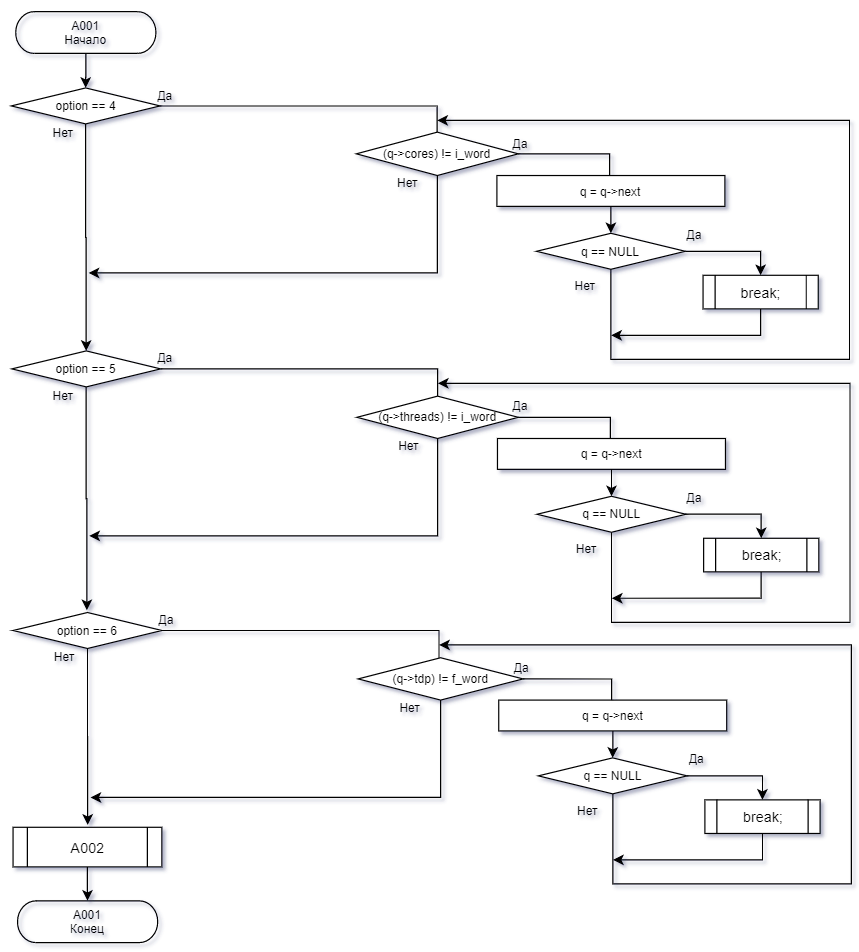 A001
Начало
option == 4
Да
Нет
(q->cores) != i_word
Да
Нет
q = q->next
q == NULL
Да
Нет
break;
option == 5
Да
Нет
(q->threads) != i_word
Да
Нет
q = q->next
q == NULL
Да
Нет
break;
option == 6
Да
Нет
(q->tdp) != f_word
Да
Нет
q = q->next
q == NULL
Да
Нет
break;
A002
A001
Конец